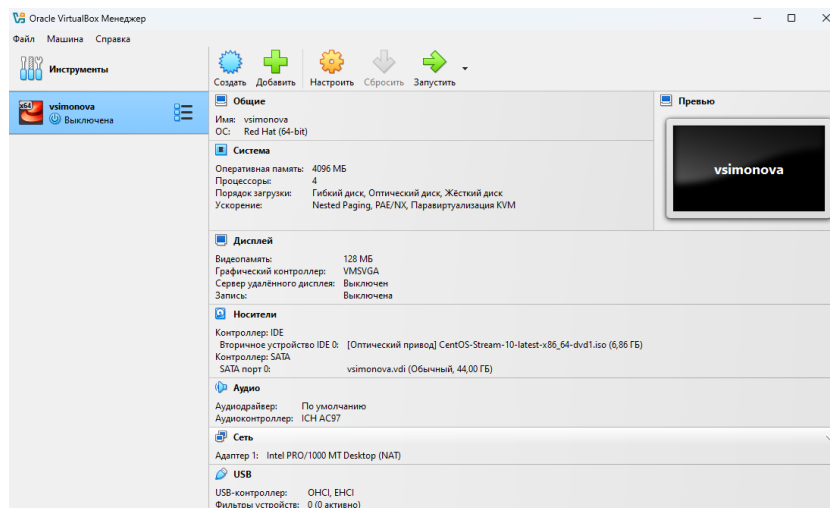 Oracle VirtualBox Менеджер
Файл Машина Справка
Инструменты
Создать Добавить Настроить Сбросить Запустить
x64
vsimonova
Выключена
Общие
Имя: vsimonova
ОС: Red Hat (64-bit)
Превью
vsimonova
Система
Оперативная память: 4096 МБ
Процессоры: 4
Порядок загрузки: Гибкий диск, Оптический диск, Жёсткий диск
Ускорение: Nested Paging, PAE/NX, Паравиртуализация KVM
Дисплей
Видеопамять: 128 МБ
Графический контроллер: VMSVGA
Сервер удалённого дисплея: Выключен
Запись: Выключена
Носители
Контроллер: IDE
Вторичное устройство IDE 0: [Оптический привод] CentOS-Stream-10-latest-x86_64-dvd1.iso (6,86 ГБ)
Контроллер: SATA
SATA порт 0: vsimonova.vdi (Обычный, 44,00 ГБ)
Аудио
Аудиодрайвер: По умолчанию
Аудиоконтроллер: ICH AC97
Сеть
Адаптер 1: Intel PRO/1000 MT Desktop (NAT)
USB
USB-контроллер: OHCI, EHCI
Фильтры устройств: 0 (0 активно)